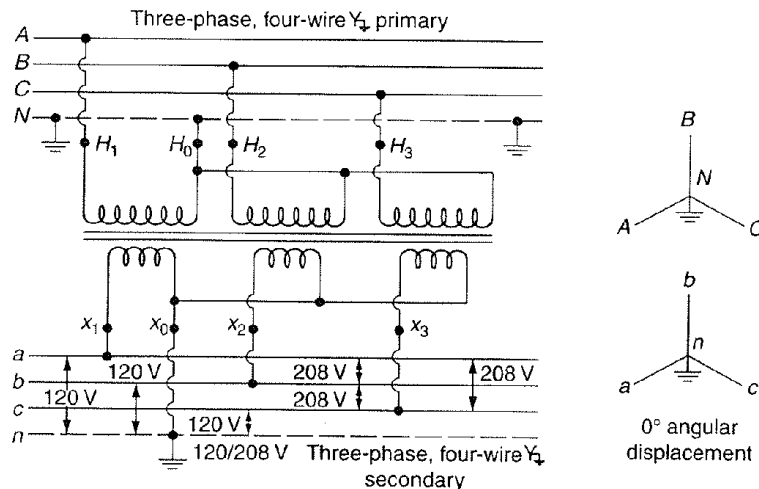 Three-phase, four-wire Y primary
A
B
C
N
H1 H0 H2 H3
B
N
A C
x1 x0 x2 x3
b
n
a c
a
b
c
n
120 V 208 V 208 V
120 V 208 V
120 V
120/208 V Three-phase, four-wire Y
secondary
0° angular
displacement